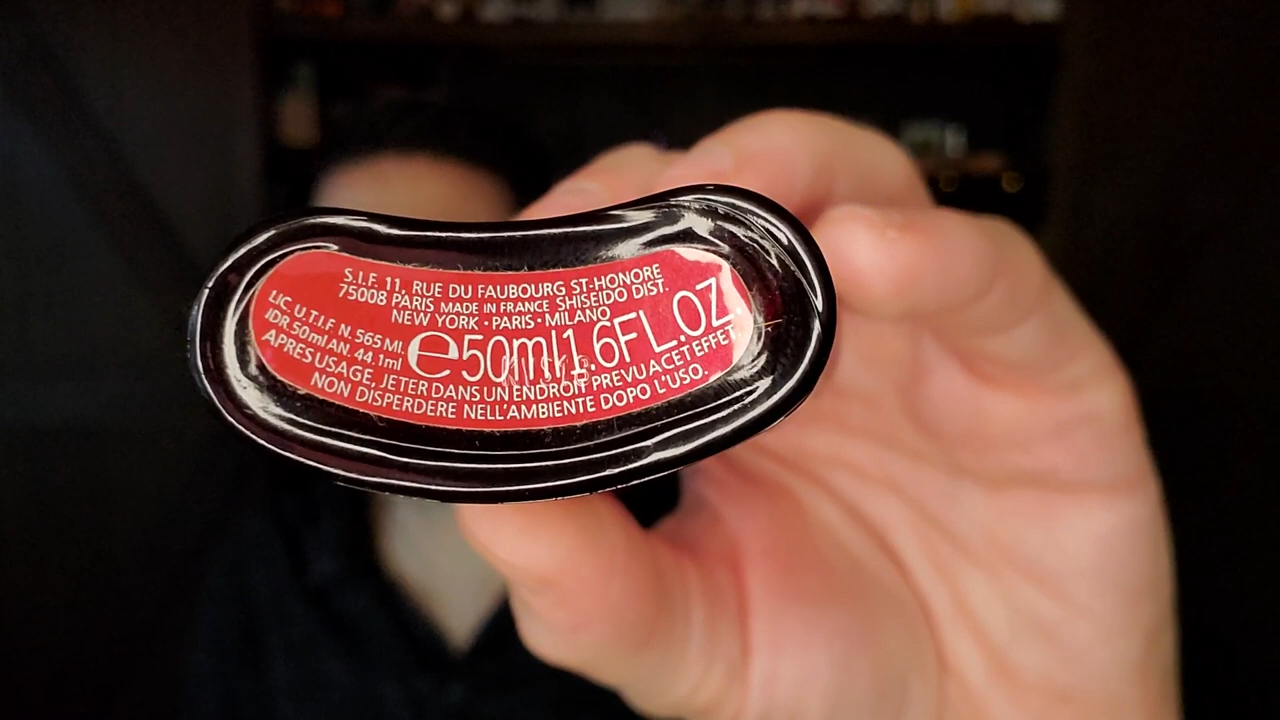 S.I.F. 11, RUE DU FAUBOURG ST-HONORE
75008 PARIS MADE IN FRANCE SHISEIDO DIST.
NEW YORK · PARIS · MILANO
LIC. U.T.I.F. N. 565 MI.
IDR. 50ml AN. 44.1ml
e 50ml 1.6FL.OZ.
APRES USAGE, JETER DANS UN ENDROIT PREVU A CET EFFET.
NON DISPERDERE NELL'AMBIENTE DOPO L'USO.